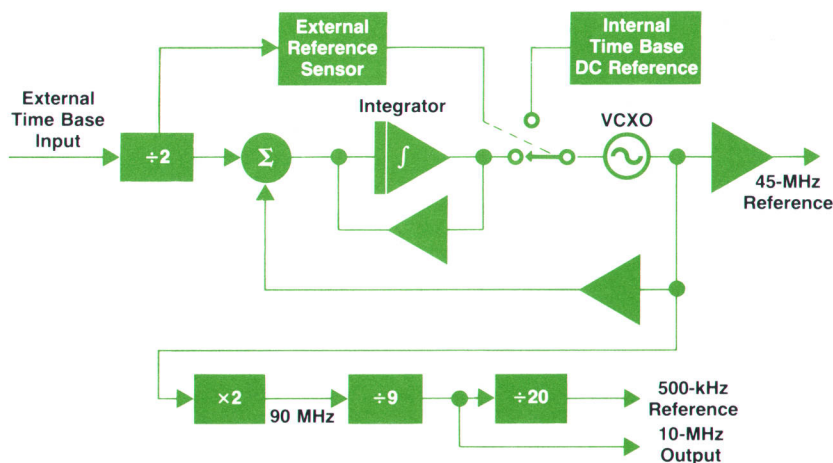 External
Reference
Sensor
Internal
Time Base
DC Reference
External
Time Base
Input
÷2
Σ
Integrator
∫
VCXO
45-MHz
Reference
×2
90 MHz
÷9
÷20
500-kHz
Reference
10-MHz
Output